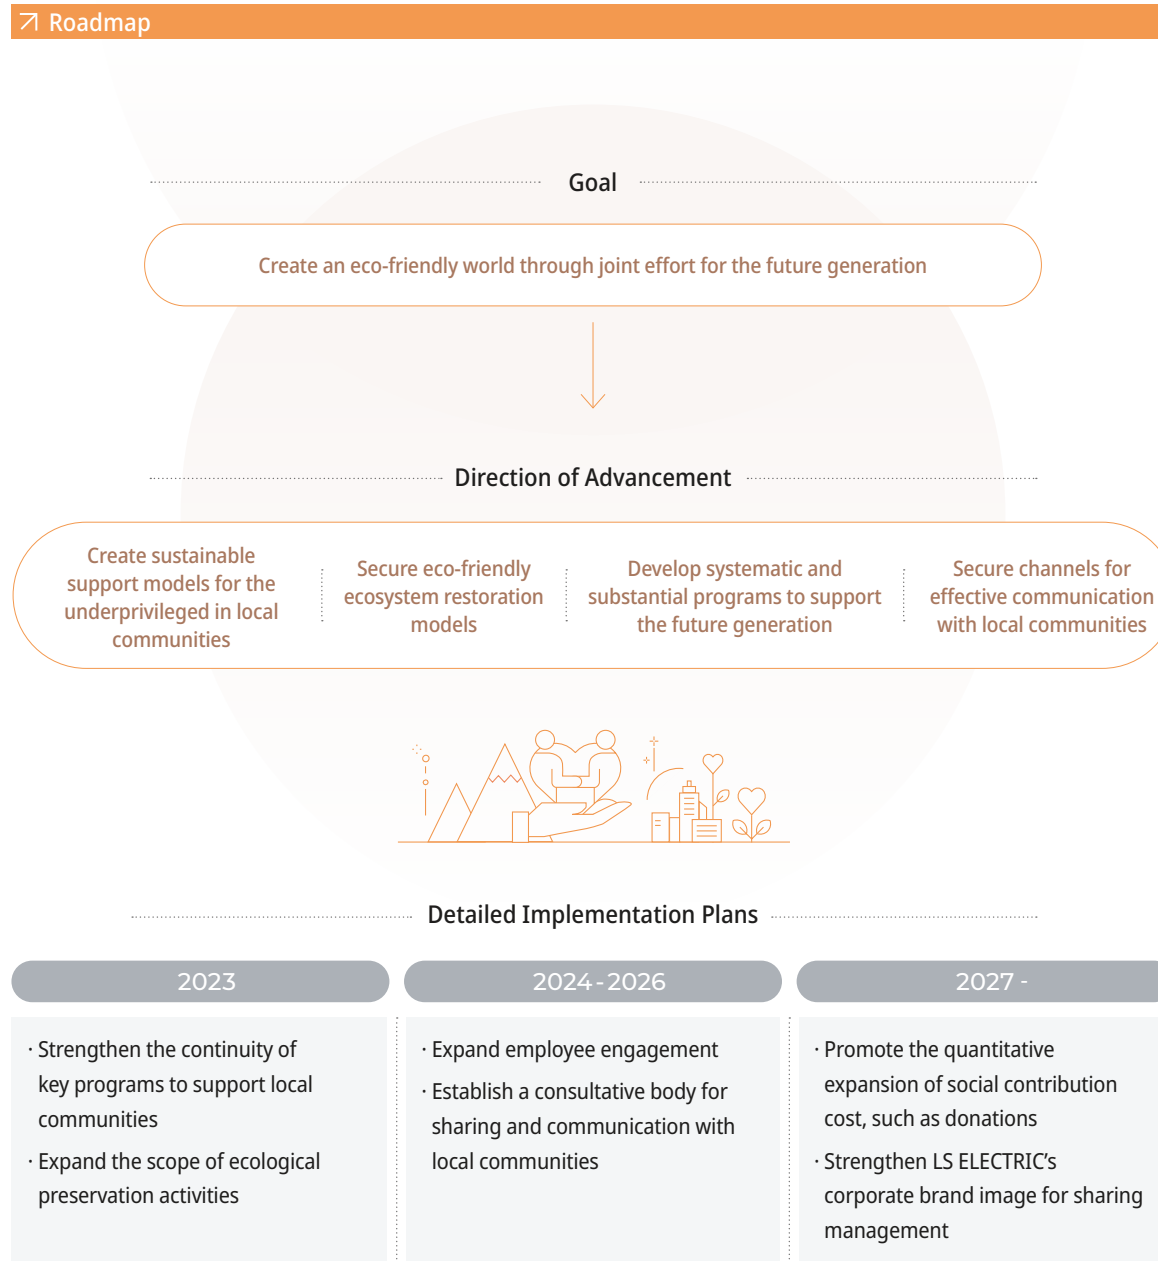 Roadmap
Goal
Create an eco-friendly world through joint effort for the future generation
Direction of Advancement
Create sustainable
support models for the
underprivileged in local
communities
Secure eco-friendly
ecosystem restoration
models
Develop systematic and
substantial programs to support
the future generation
Secure channels for
effective communication
with local communities
Detailed Implementation Plans
2023
· Strengthen the continuity of
key programs to support local
communities
· Expand the scope of ecological
preservation activities
2024-2026
· Expand employee engagement
· Establish a consultative body for
sharing and communication with
local communities
2027 -
· Promote the quantitative
expansion of social contribution
cost, such as donations
· Strengthen LS ELECTRIC’s
corporate brand image for sharing
management